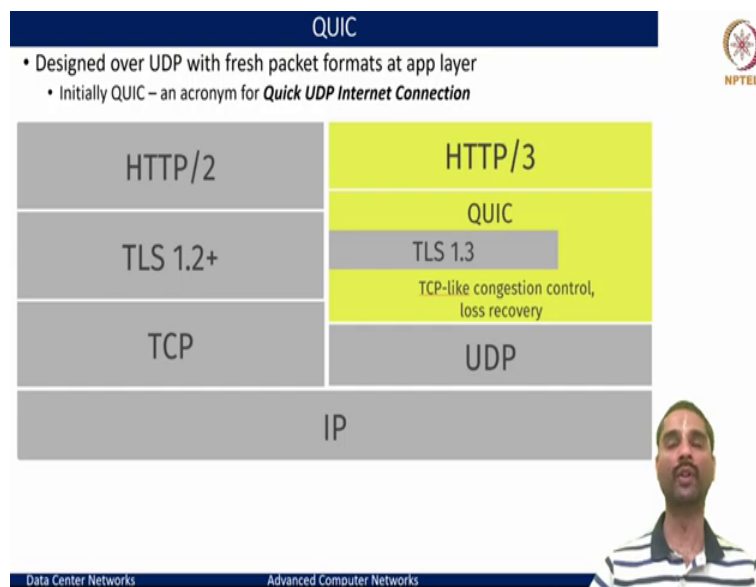 QUIC
NPTEL
• Designed over UDP with fresh packet formats at app layer
• Initially QUIC – an acronym for Quick UDP Internet Connection
HTTP/2
HTTP/3
QUIC
TLS 1.2+
TLS 1.3
TCP-like congestion control,
loss recovery
TCP
UDP
IP
Data Center Networks
Advanced Computer Networks